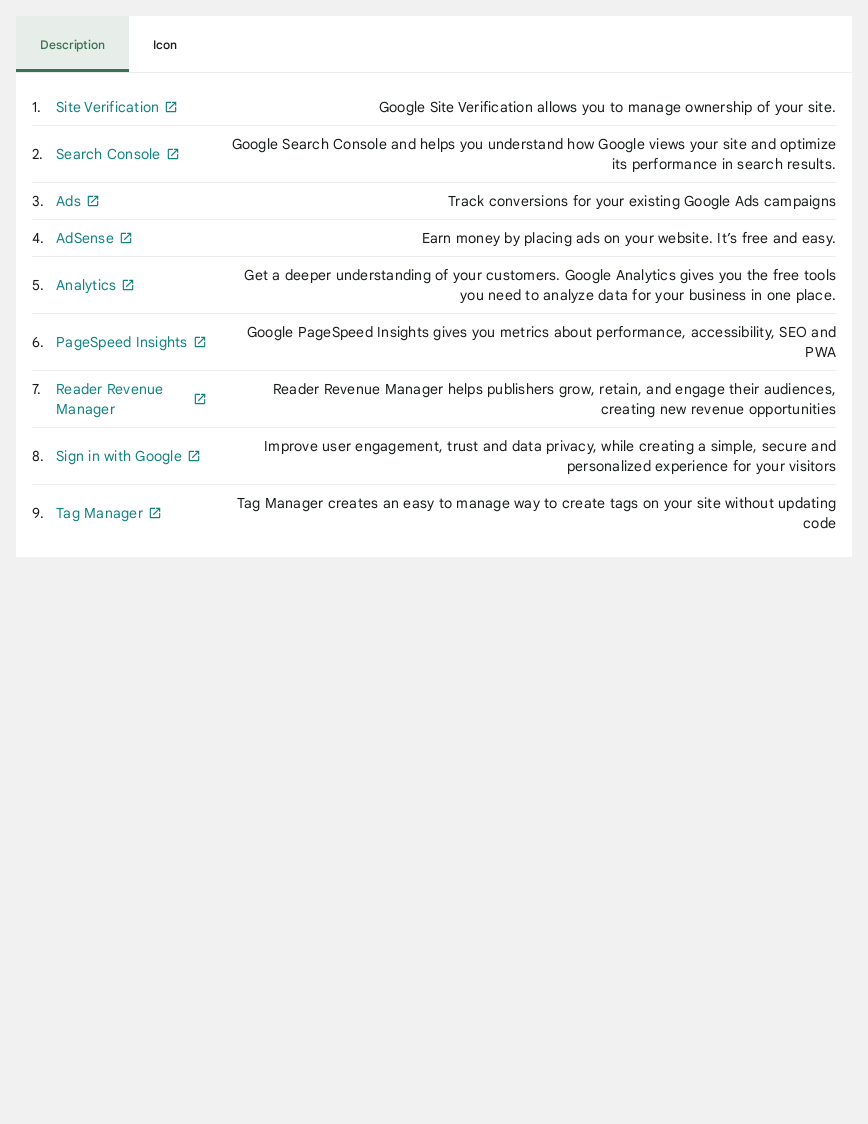 Description
Icon
1. Site Verification Google Site Verification allows you to manage ownership of your site.
2. Search Console Google Search Console and helps you understand how Google views your site and optimize
its performance in search results.
3. Ads Track conversions for your existing Google Ads campaigns
4. AdSense Earn money by placing ads on your website. It’s free and easy.
5. Analytics Get a deeper understanding of your customers. Google Analytics gives you the free tools
you need to analyze data for your business in one place.
6. PageSpeed Insights Google PageSpeed Insights gives you metrics about performance, accessibility, SEO and
PWA
7. Reader Revenue Reader Revenue Manager helps publishers grow, retain, and engage their audiences,
Manager creating new revenue opportunities
8. Sign in with Google Improve user engagement, trust and data privacy, while creating a simple, secure and
personalized experience for your visitors
9. Tag Manager Tag Manager creates an easy to manage way to create tags on your site without updating
code